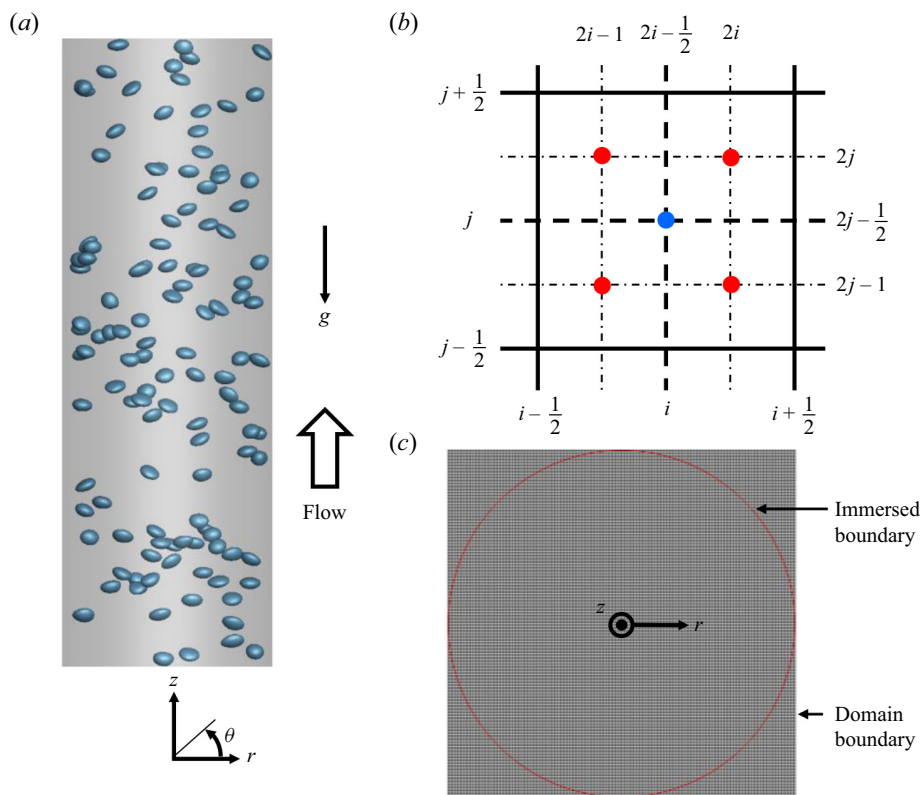 (a)
g
Flow
z
θ
r
(b)
2i – 1
2i – 1/2
2i
j + 1/2
2j
j
2j – 1/2
2j – 1
j – 1/2
i – 1/2
i
i + 1/2
(c)
Immersed
boundary
z
r
Domain
boundary